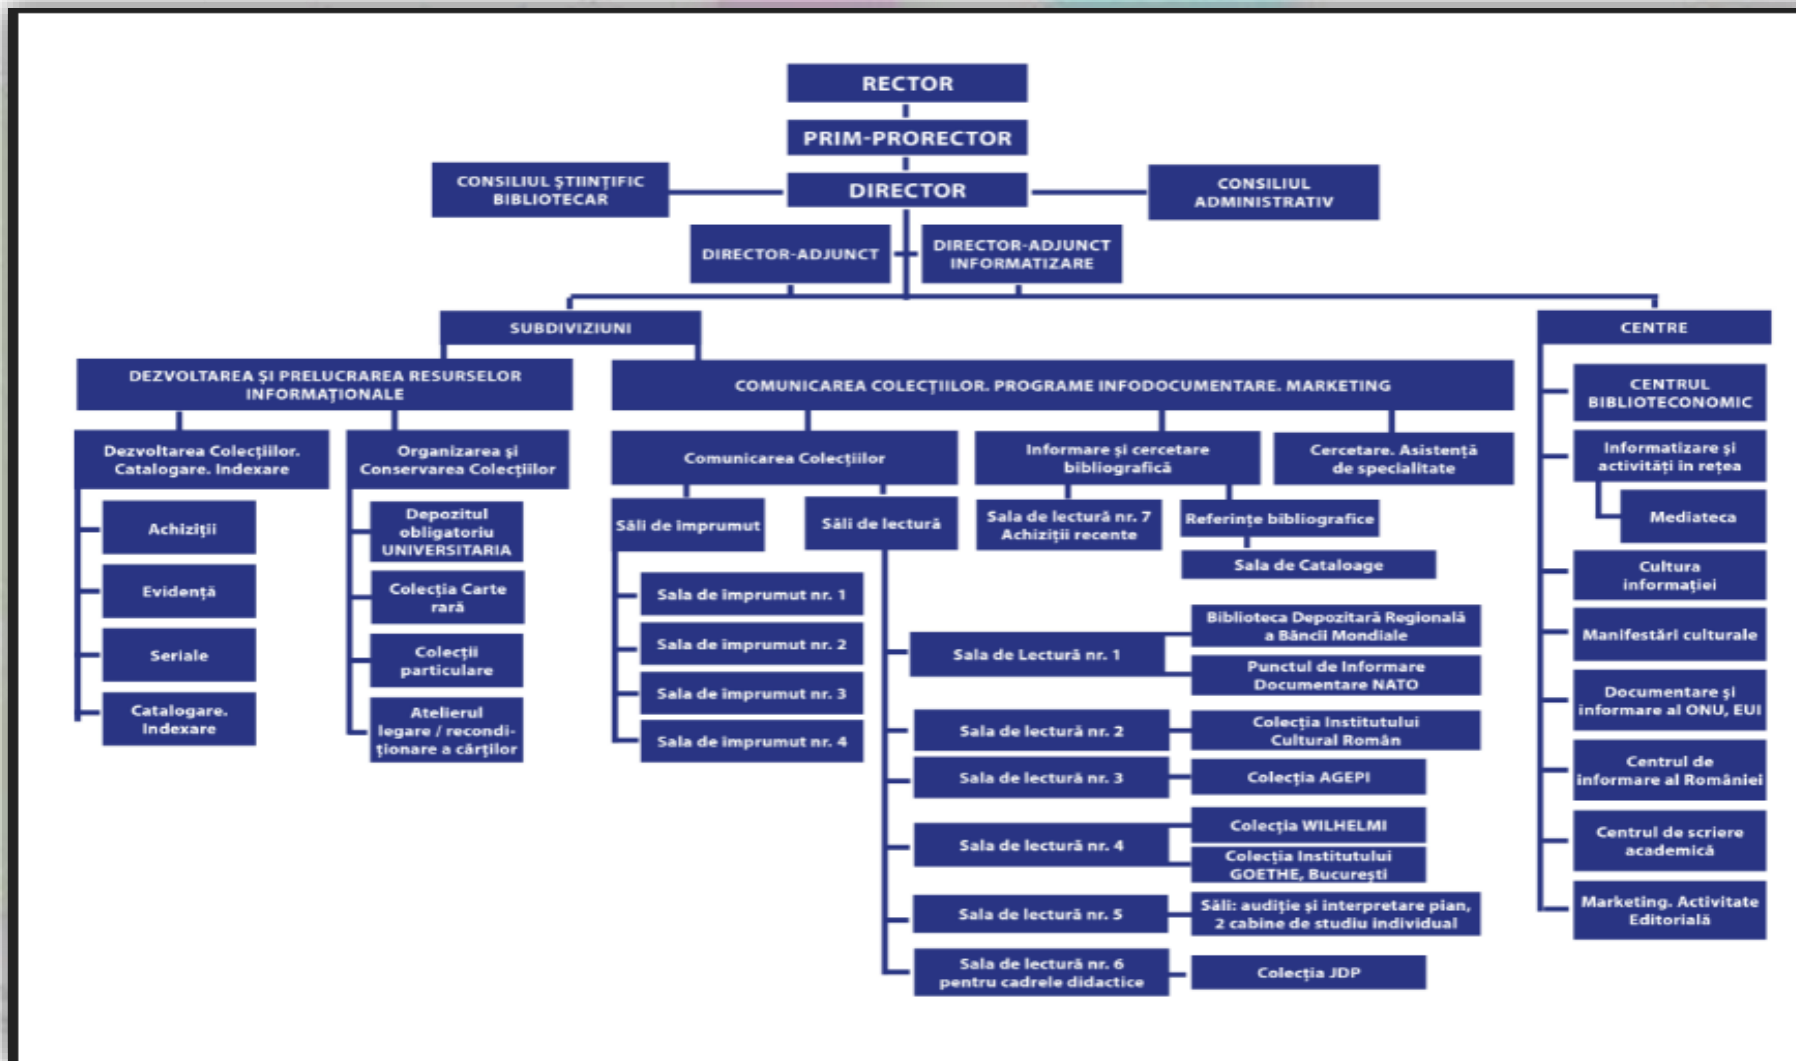 RECTOR
PRIM-PRORECTOR
CONSILIUL ŞTIINŢIFIC
BIBLIOTECAR
DIRECTOR
CONSILIUL
ADMINISTRATIV
DIRECTOR-ADJUNCT
DIRECTOR-ADJUNCT
INFORMATIZARE
SUBDIVIZIUNI
CENTRE
DEZVOLTAREA ŞI PRELUCRAREA RESURSELOR
INFORMAŢIONALE
COMUNICAREA COLECŢIILOR. PROGRAME INFODOCUMENTARE. MARKETING
Dezvoltarea Colecţiilor.
Catalogare. Indexare
Achiziţii
Evidenţă
Seriale
Catalogare.
Indexare
Organizarea şi
Conservarea Colecţiilor
Depozitul
obligatoriu
UNIVERSITARIA
Colecţia Carte
rară
Colecţii
particulare
Atelierul
legare / recondi-
ţionare a cărţilor
Comunicarea Colecţiilor
Săli de împrumut
Sala de împrumut nr. 1
Sala de împrumut nr. 2
Sala de împrumut nr. 3
Sala de împrumut nr. 4
Săli de lectură
Sala de Lectură nr. 1
Biblioteca Depozitară Regională
a Băncii Mondiale
Punctul de Informare
Documentare NATO
Sala de lectură nr. 2
Colecţia Institutului
Cultural Român
Sala de lectură nr. 3
Colecţia AGEPI
Sala de lectură nr. 4
Colecţia WILHELMI
Colecţia Institutului
GOETHE, Bucureşti
Sala de lectură nr. 5
Săli: audiţie şi interpretare pian,
2 cabine de studiu individual
Sala de lectură nr. 6
pentru cadrele didactice
Colecţia JDP
Informare şi cercetare
bibliografică
Sala de lectură nr. 7
Achiziţii recente
Referinţe bibliografice
Sala de Cataloage
Cercetare. Asistenţă
de specialitate
CENTRUL
BIBLIOTECONOMIC
Informatizare şi
activităţi în reţea
Mediateca
Cultura
informaţiei
Manifestări culturale
Documentare şi
informare al ONU, EUI
Centrul de
informare al României
Centrul de scriere
academică
Marketing. Activitate
Editorială